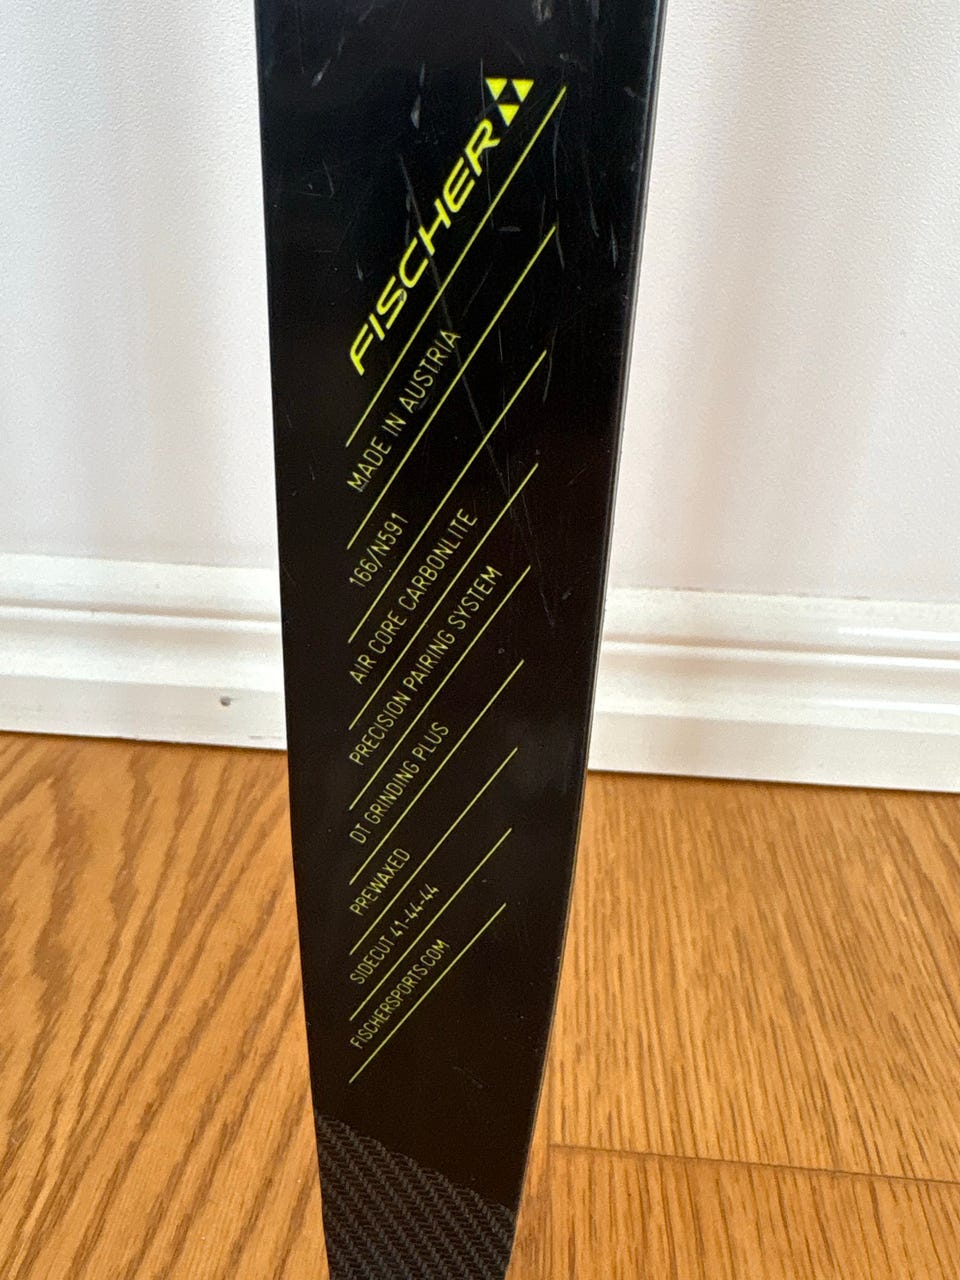 FISCHER
MADE IN AUSTRIA
166/N591
AIR CORE CARBONLITE
PRECISION PAIRING SYSTEM
DT GRINDING PLUS
PREWAXED
SIDECUT 41-44-44
FISCHERSPORTS.COM